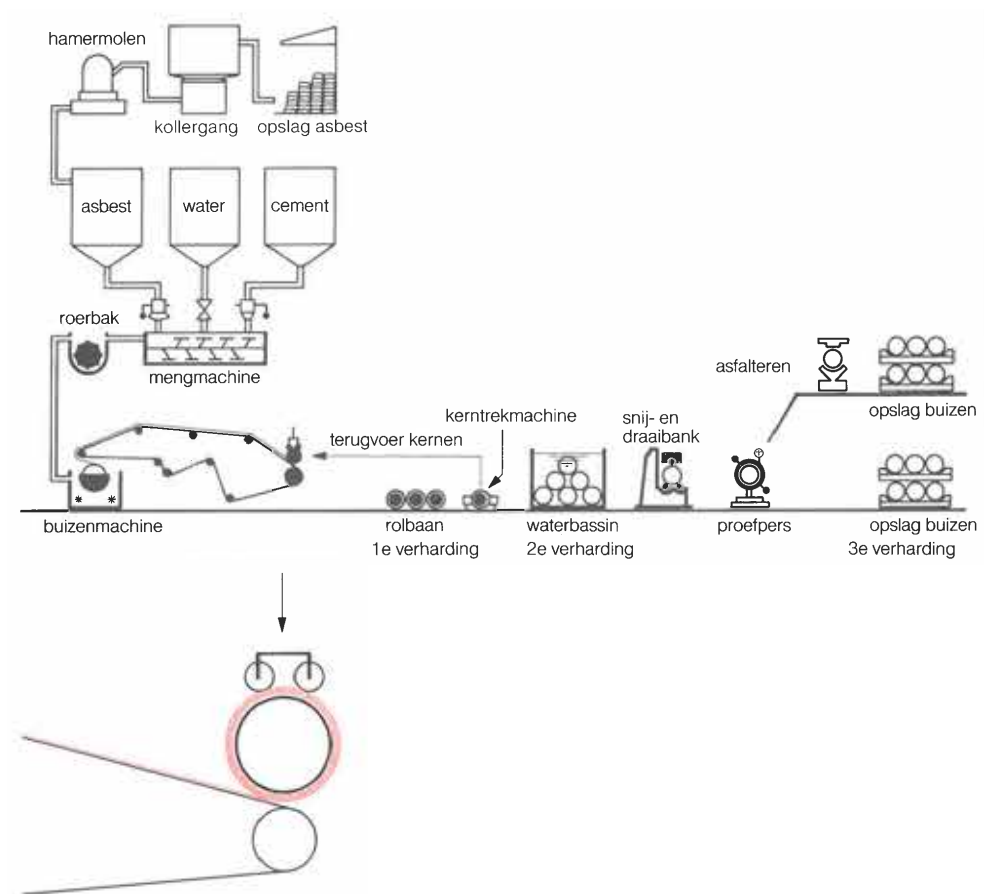 hamermolen
kollergang
opslag asbest
asbest
water
cement
roerbak
mengmachine
asfalteren
opslag buizen
kerntrekmachine
snij- en
draaibank
terugvoer kernen
buizenmachine
rolbaan
1e verharding
waterbassin
2e verharding
proefpers
opslag buizen
3e verharding